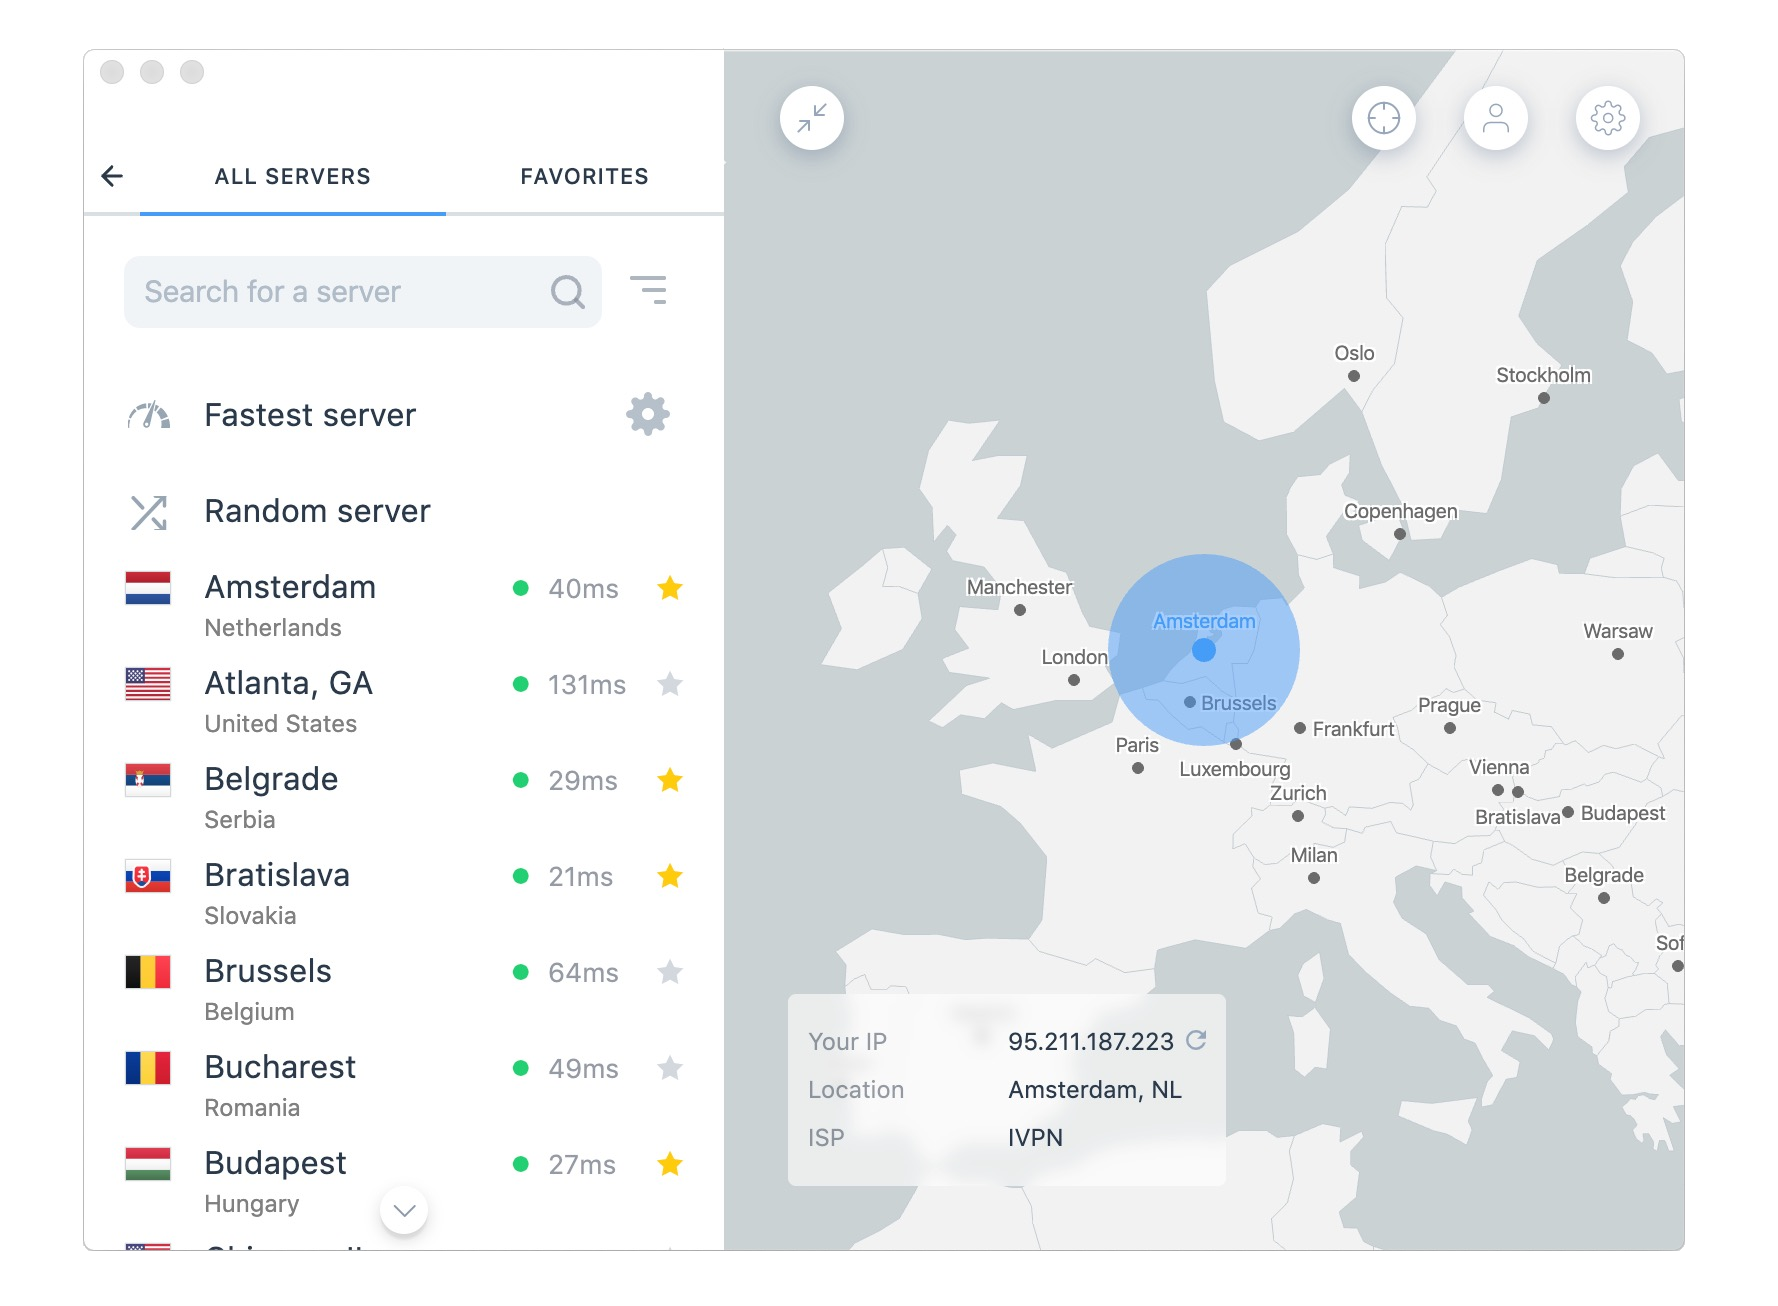 ALL SERVERS
FAVORITES
Search for a server
Fastest server
Random server
Amsterdam 40ms
Netherlands
Atlanta, GA 131ms
United States
Belgrade 29ms
Serbia
Bratislava 21ms
Slovakia
Brussels 64ms
Belgium
Bucharest 49ms
Romania
Budapest 27ms
Hungary
Oslo
Stockholm
Copenhagen
Manchester
Amsterdam
Warsaw
London
Brussels
Prague
Frankfurt
Paris
Luxembourg
Vienna
Zurich
Bratislava
Budapest
Milan
Belgrade
Sof
Your IP 95.211.187.223
Location Amsterdam, NL
ISP IVPN